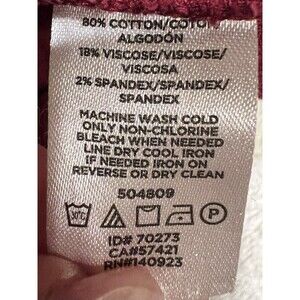 80% COTTON/COTON/
ALGODÓN
18% VISCOSE/VISCOSE/
VISCOSA
2% SPANDEX/SPANDEX/
SPANDEX
MACHINE WASH COLD
ONLY NON-CHLORINE
BLEACH WHEN NEEDED
LINE DRY COOL IRON
IF NEEDED IRON ON
REVERSE OR DRY CLEAN
504809
P
ID# 70273
CA#57421
RN#140923